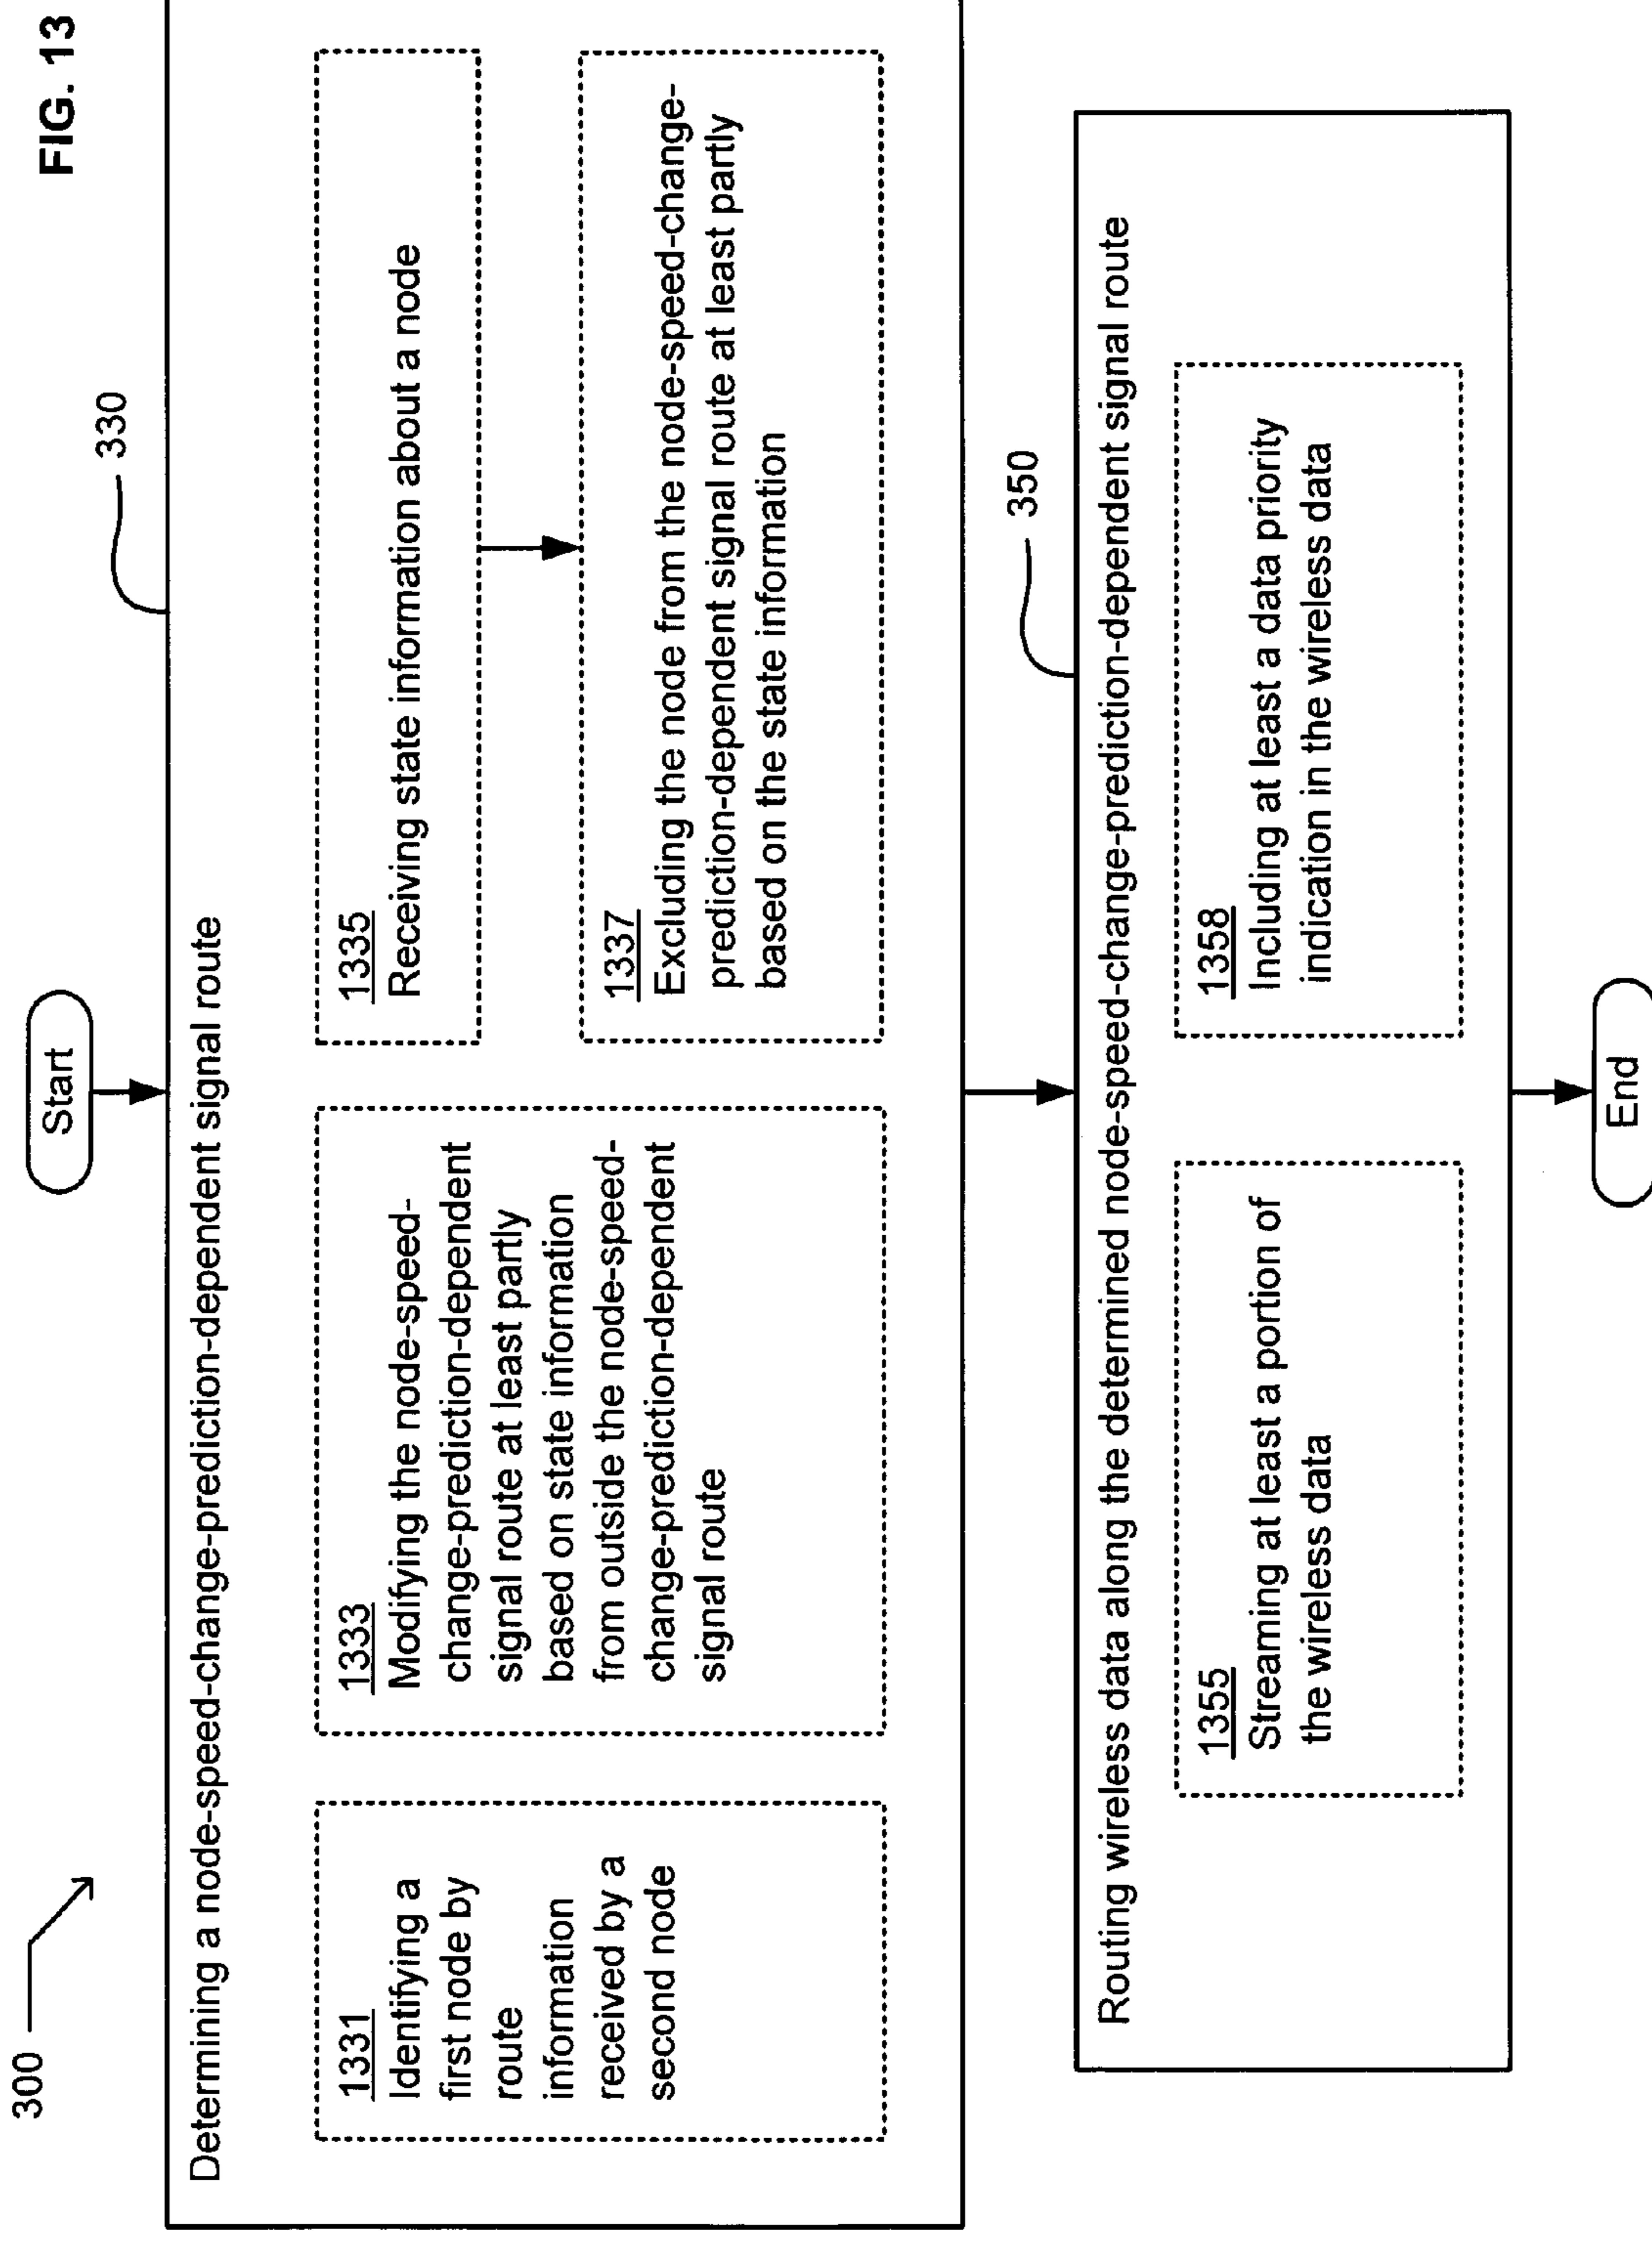 FIG. 13
300
Start
330
Determining a node-speed-change-prediction-dependent signal route
1331
Identifying a
first node by
route
information
received by a
second node
1333
Modifying the node-speed-
change-prediction-dependent
signal route at least partly
based on state information
from outside the node-speed-
change-prediction-dependent
signal route
1335
Receiving state information about a node
1337
Excluding the node from the node-speed-change-
prediction-dependent signal route at least partly
based on the state information
350
Routing wireless data along the determined node-speed-change-prediction-dependent signal route
1355
Streaming at least a portion of
the wireless data
1358
Including at least a data priority
indication in the wireless data
End